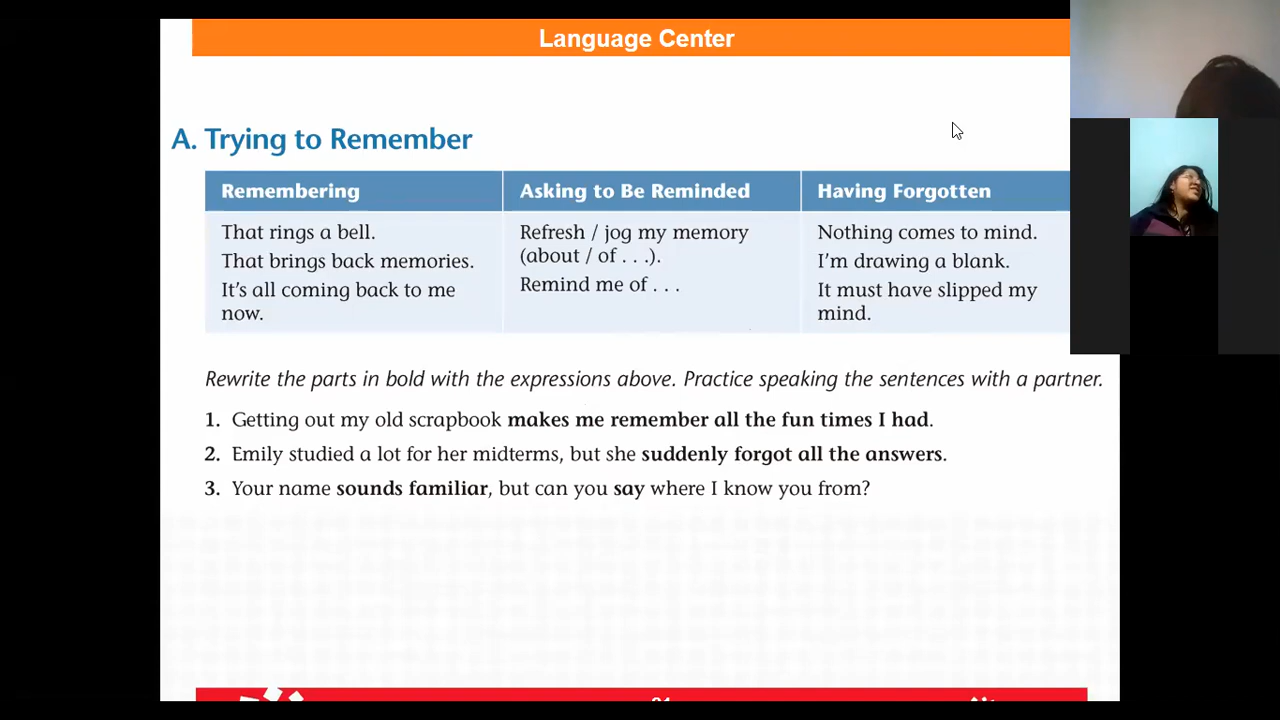 Language Center
A. Trying to Remember
Remembering
Asking to Be Reminded
Having Forgotten
That rings a bell.
That brings back memories.
It's all coming back to me
now.
Refresh / jog my memory
(about / of . . .).
Remind me of . . .
Nothing comes to mind.
I'm drawing a blank.
It must have slipped my
mind.
Rewrite the parts in bold with the expressions above. Practice speaking the sentences with a partner.
1. Getting out my old scrapbook makes me remember all the fun times I had.
2. Emily studied a lot for her midterms, but she suddenly forgot all the answers.
3. Your name sounds familiar, but can you say where I know you from?